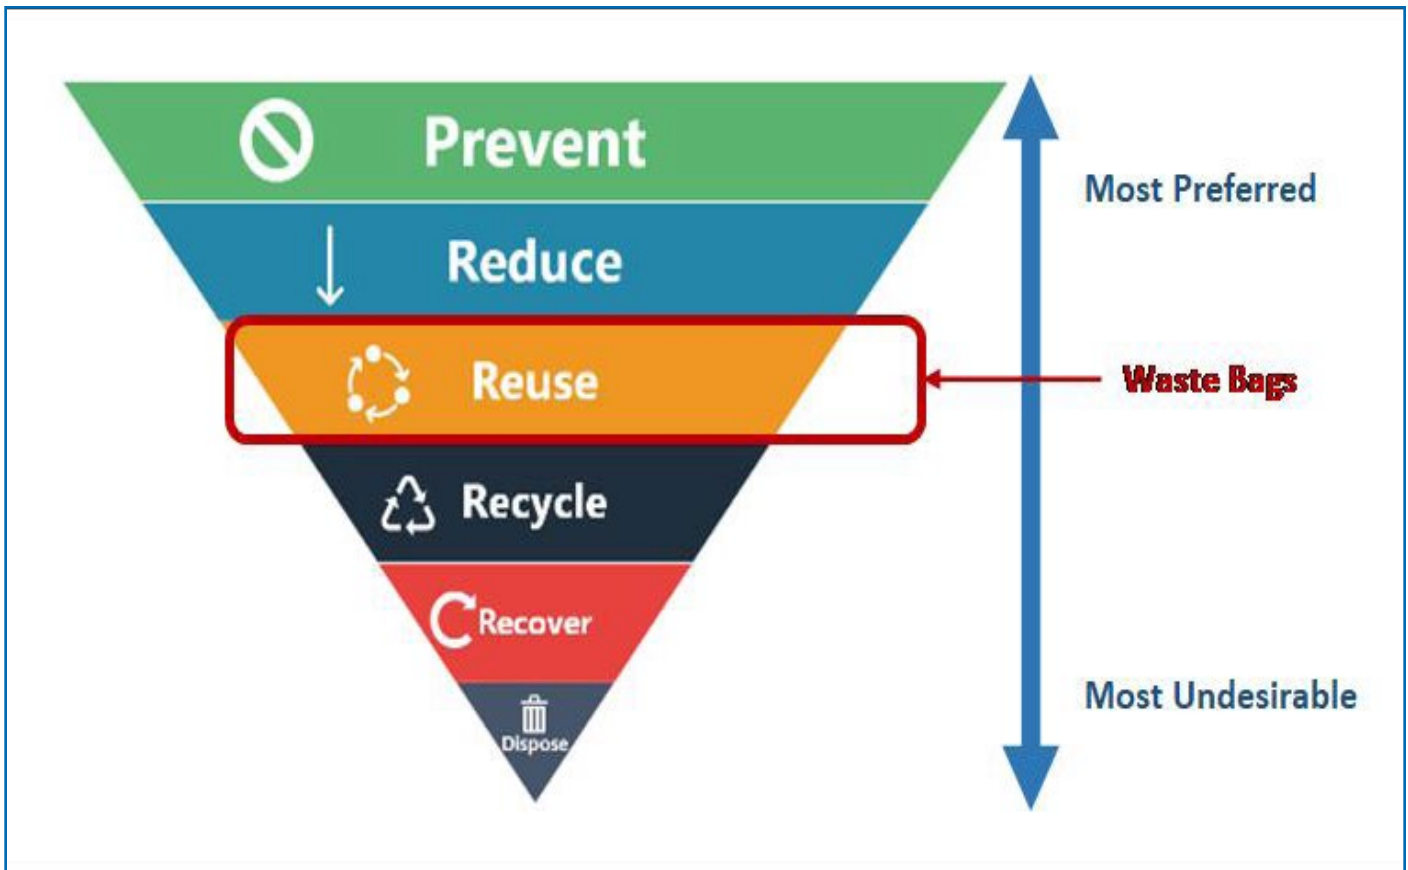 Prevent
Most Preferred
Reduce
Reuse
Waste Bags
Recycle
Recover
Most Undesirable
Dispose